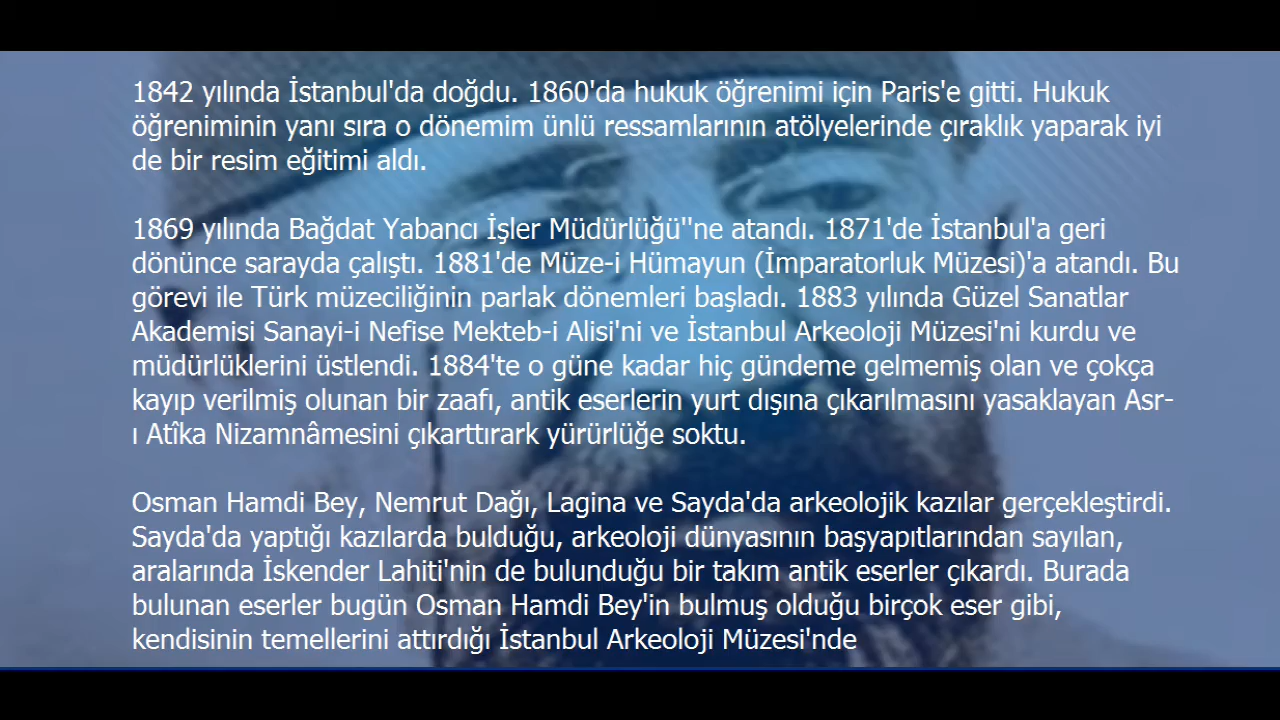 1842 yılında İstanbul'da doğdu. 1860'da hukuk öğrenimi için Paris'e gitti. Hukuk
öğreniminin yanı sıra o dönemim ünlü ressamlarının atölyelerinde çıraklık yaparak iyi
de bir resim eğitimi aldı.
1869 yılında Bağdat Yabancı İşler Müdürlüğü''ne atandı. 1871'de İstanbul'a geri
dönünce sarayda çalıştı. 1881'de Müze-i Hümayun (İmparatorluk Müzesi)'a atandı. Bu
görevi ile Türk müzeciliğinin parlak dönemleri başladı. 1883 yılında Güzel Sanatlar
Akademisi Sanayi-i Nefise Mekteb-i Alisi'ni ve İstanbul Arkeoloji Müzesi'ni kurdu ve
müdürlüklerini üstlendi. 1884'te o güne kadar hiç gündeme gelmemiş olan ve çokça
kayıp verilmiş olunan bir zaafı, antik eserlerin yurt dışına çıkarılmasını yasaklayan Asr-
ı Atîka Nizamnâmesini çıkarttırark yürürlüğe soktu.
Osman Hamdi Bey, Nemrut Dağı, Lagina ve Sayda'da arkeolojik kazılar gerçekleştirdi.
Sayda'da yaptığı kazılarda bulduğu, arkeoloji dünyasının başyapıtlarından sayılan,
aralarında İskender Lahiti'nin de bulunduğu bir takım antik eserler çıkardı. Burada
bulunan eserler bugün Osman Hamdi Bey'in bulmuş olduğu birçok eser gibi,
kendisinin temellerini attırdığı İstanbul Arkeoloji Müzesi'nde